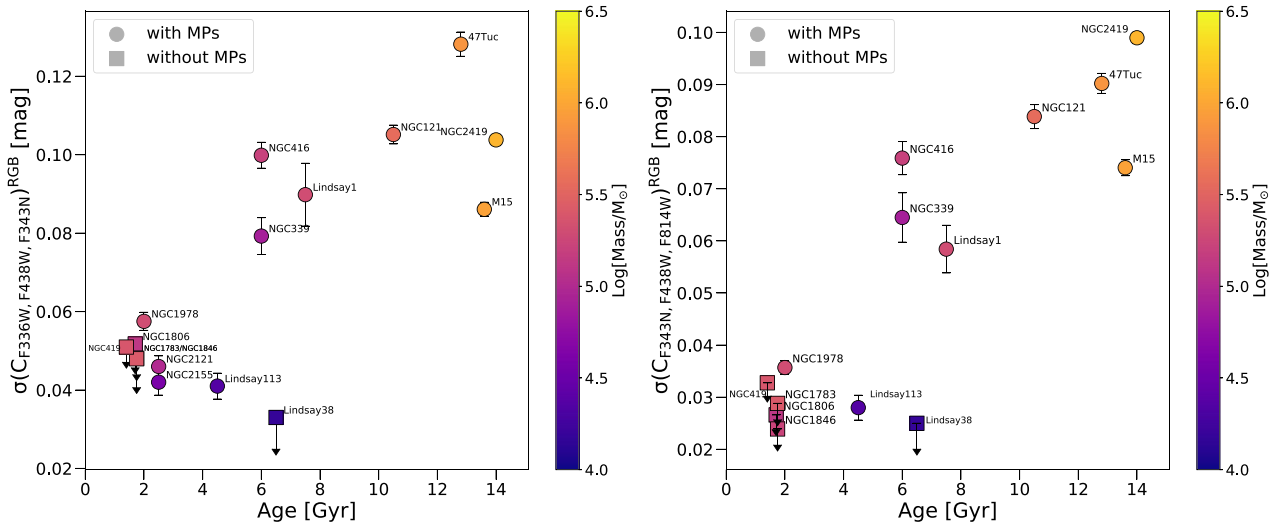 with MPs
without MPs
47Tuc
NGC416
NGC121
NGC2419
Lindsay1
M15
NGC339
NGC1978
NGC1806
NGC419
NGC1783/NGC1846
NGC2121
NGC2155
Lindsay113
Lindsay38
0.12
0.10
0.08
0.06
0.04
0.02
σ(C_F336W, F438W, F343N)^RGB [mag]
0 2 4 6 8 10 12 14
Age [Gyr]
6.5
6.0
5.5
5.0
4.5
4.0
Log[Mass/M⊙]
with MPs
without MPs
NGC2419
47Tuc
NGC121
NGC416
M15
NGC339
Lindsay1
NGC1978
NGC419
NGC1783
NGC1806
NGC1846
Lindsay113
Lindsay38
0.10
0.09
0.08
0.07
0.06
0.05
0.04
0.03
0.02
σ(C_F343N, F438W, F814W)^RGB [mag]
0 2 4 6 8 10 12 14
Age [Gyr]
6.5
6.0
5.5
5.0
4.5
4.0
Log[Mass/M⊙]